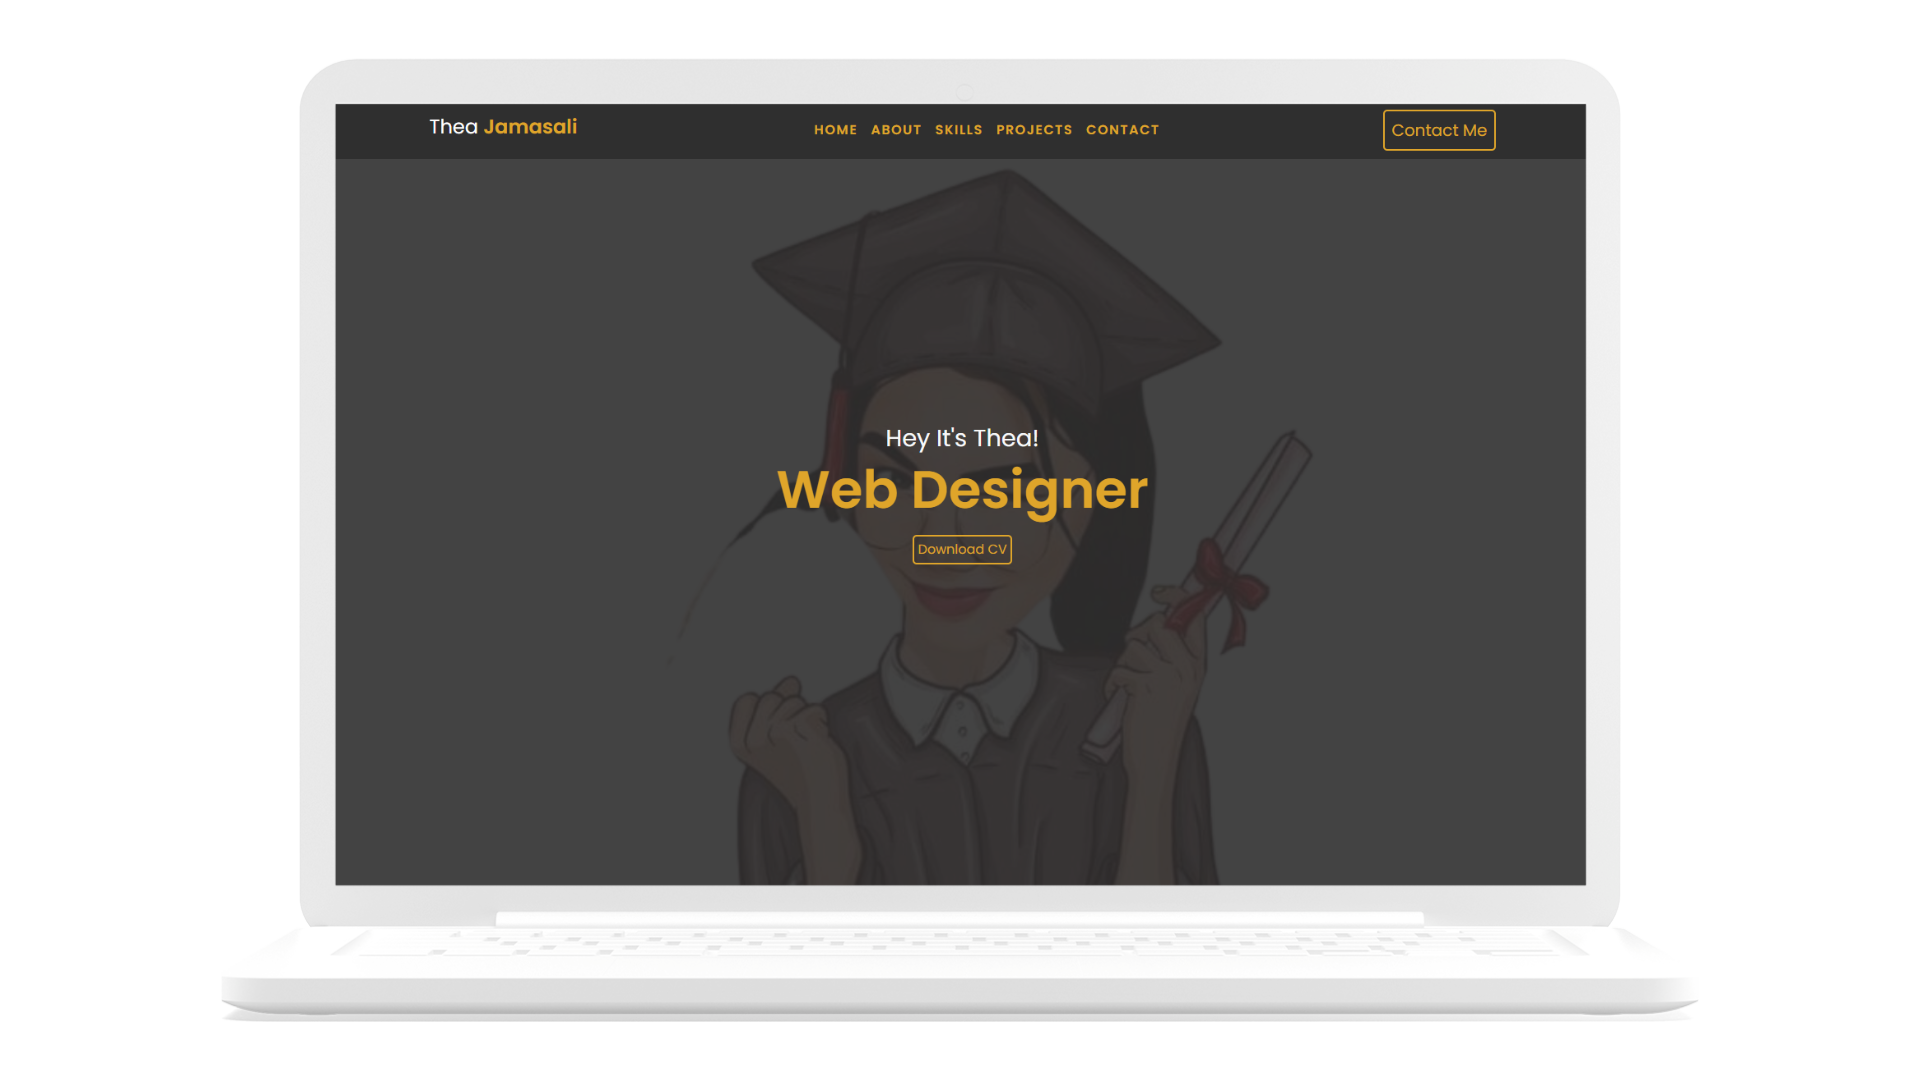 Thea Jamasali
HOME ABOUT SKILLS PROJECTS CONTACT
Contact Me
Hey It's Thea!
Web Designer
Download CV